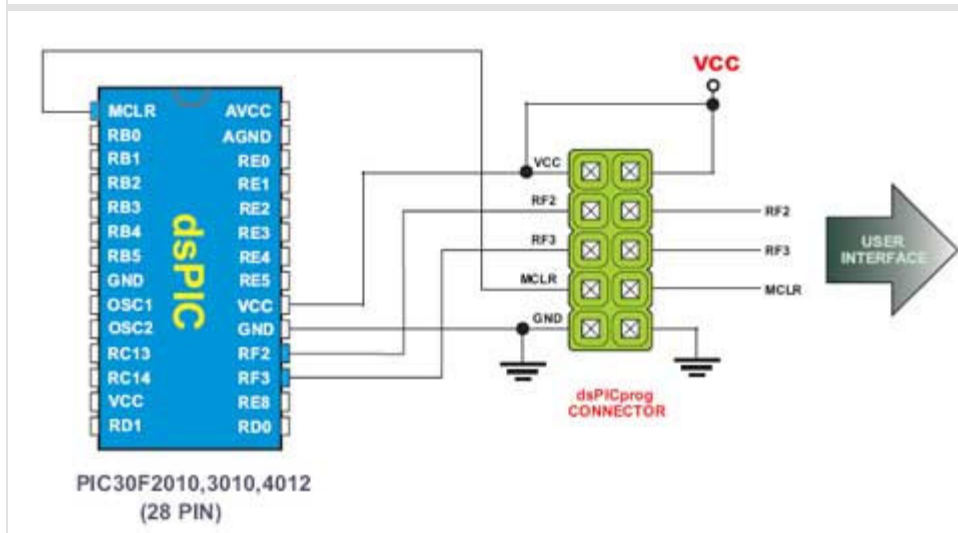 VCC
MCLR
AVCC
RB0
AGND
RB1
RE0
RB2
RE1
RB3
RE2
RB4
RE3
RB5
RE4
GND
RE5
OSC1
VCC
OSC2
GND
RC13
RF2
RC14
RF3
VCC
RE8
RD1
RD0
dsPIC
VCC
RF2
RF3
MCLR
GND
RF2
RF3
MCLR
USER
INTERFACE
dsPICprog
CONNECTOR
PIC30F2010,3010,4012
(28 PIN)